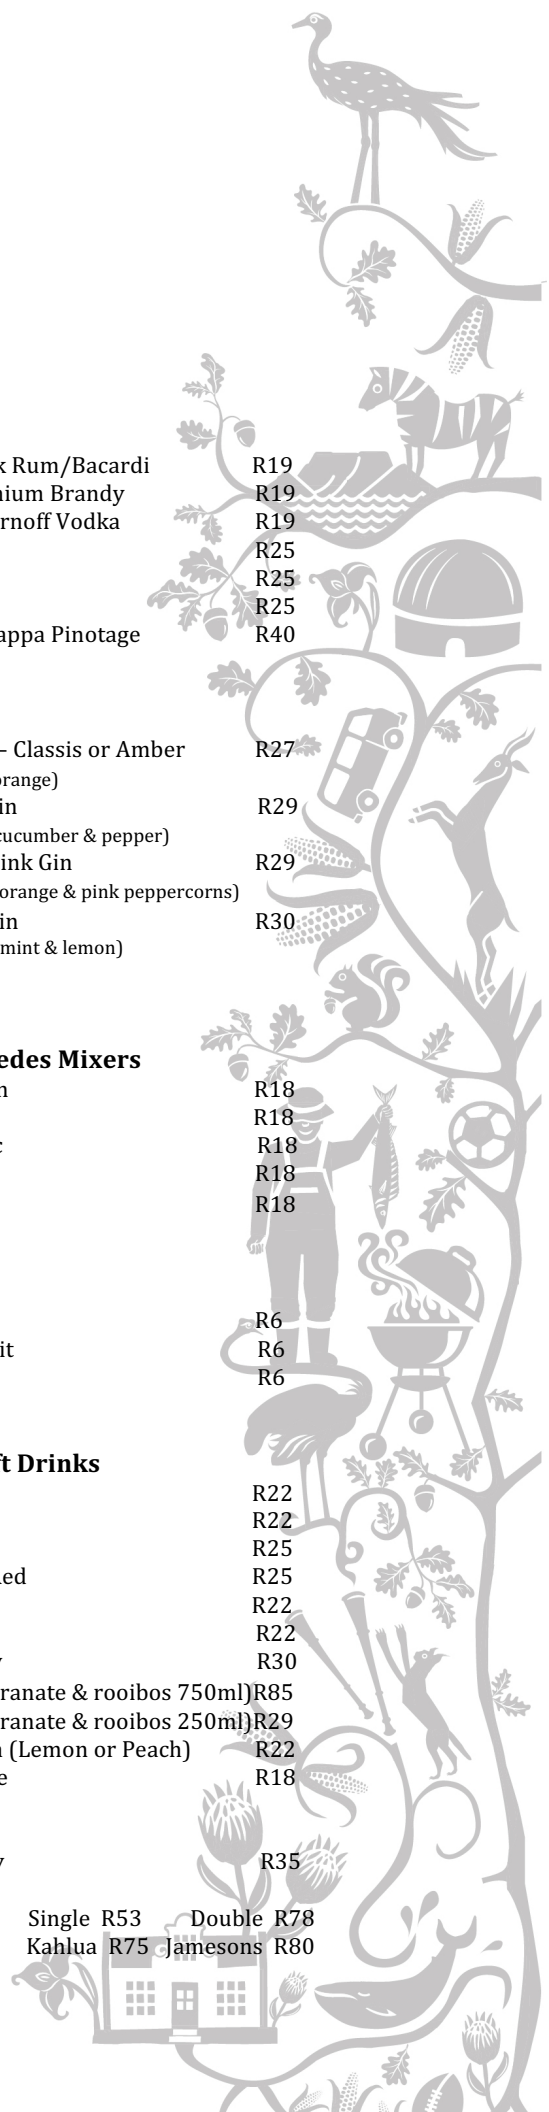 k Rum/Bacardi R19
nium Brandy R19
rnoff Vodka R19
R25
R25
R25
appa Pinotage R40
– Classis or Amber R27
orange)
in R29
cucumber & pepper)
ink Gin R29
orange & pink peppercorns)
in R30
mint & lemon)
edes Mixers
n R18
R18
c R18
R18
R18
R6
it R6
R6
ft Drinks
R22
R22
R25
led R25
R22
R22
y R30
ranate & rooibos 750ml)R85
ranate & rooibos 250ml)R29
n (Lemon or Peach) R22
e R18
y R35
Single R53 Double R78
Kahlua R75 Jamesons R80